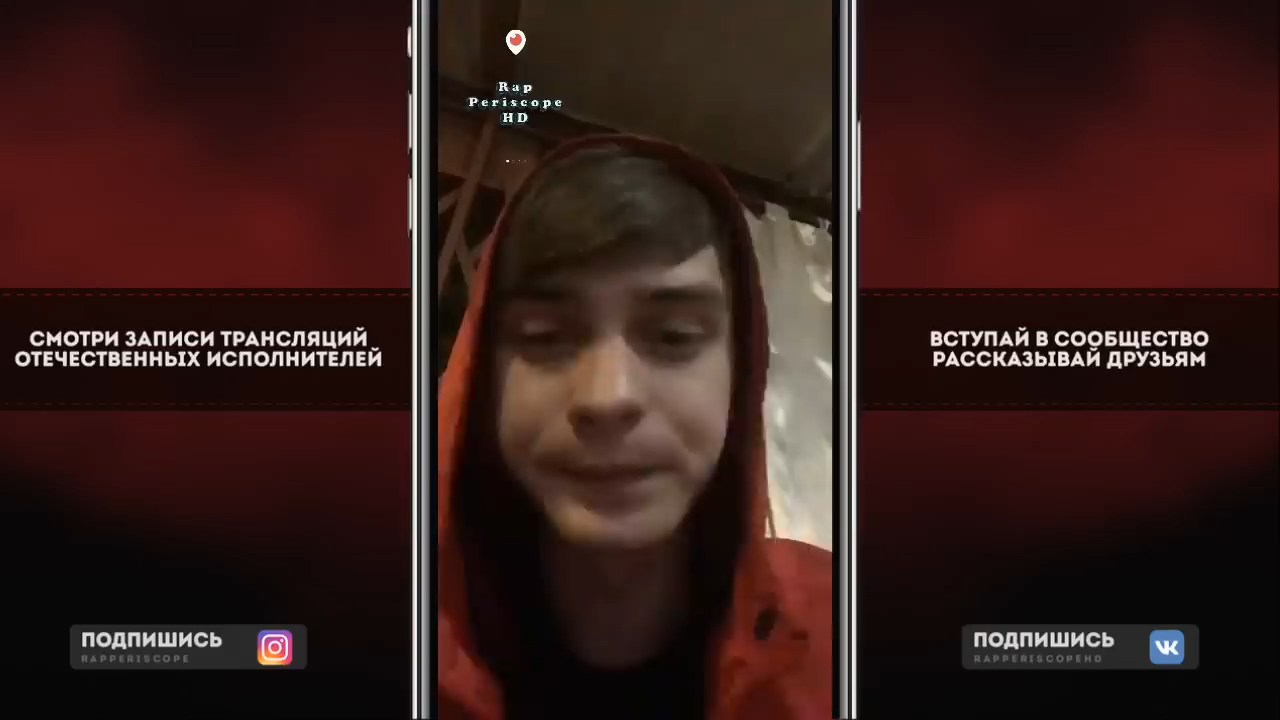 Rap
Periscope
HD
СМОТРИ ЗАПИСИ ТРАНСЛЯЦИЙ
ОТЕЧЕСТВЕННЫХ ИСПОЛНИТЕЛЕЙ
ВСТУПАЙ В СООБЩЕСТВО
РАССКАЗЫВАЙ ДРУЗЬЯМ
ПОДПИШИСЬ
RAPPERISCOPE
ПОДПИШИСЬ
RAPPERISCOPEHD